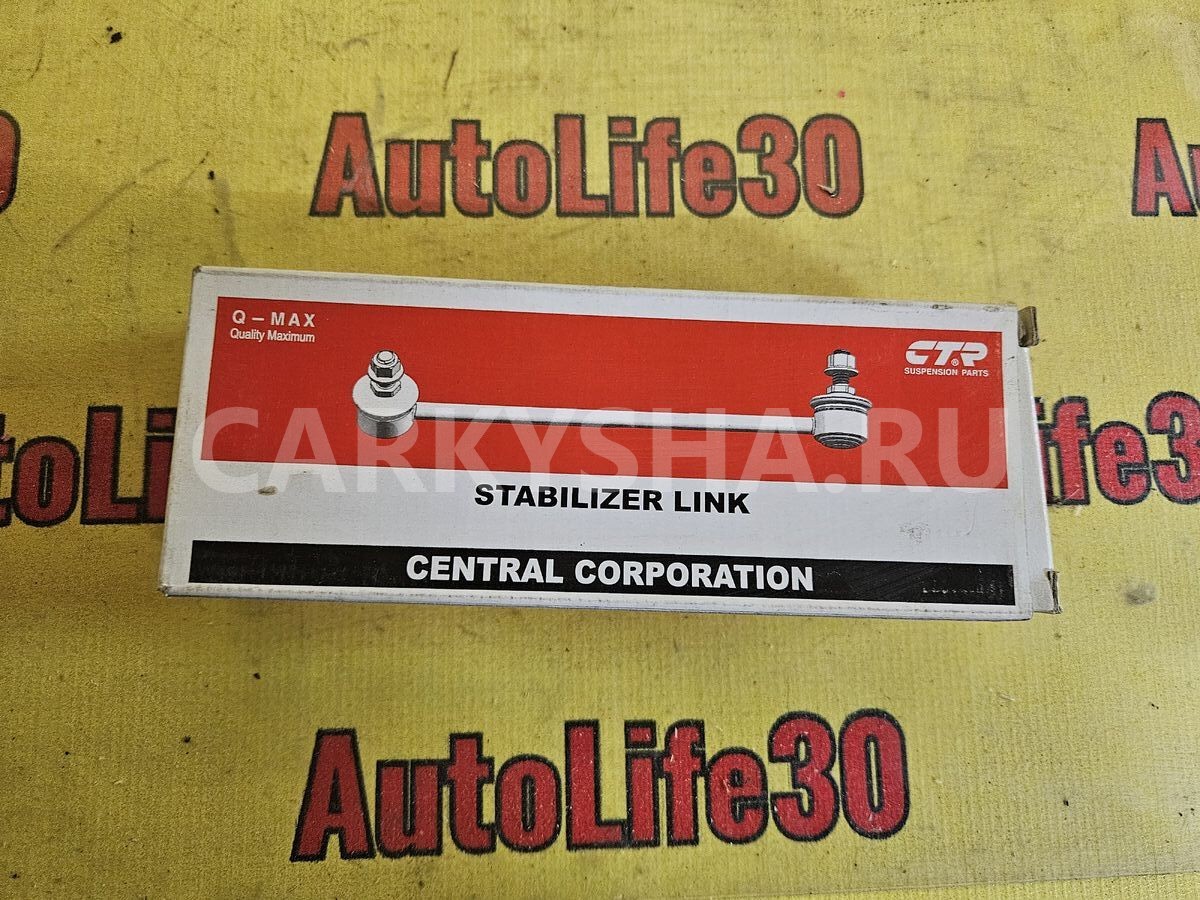 AutoLife30
Q – MAX
Quality Maximum
CTR
®
SUSPENSION PARTS
CARKYSHA.RU
STABILIZER LINK
CENTRAL CORPORATION
AutoLife30